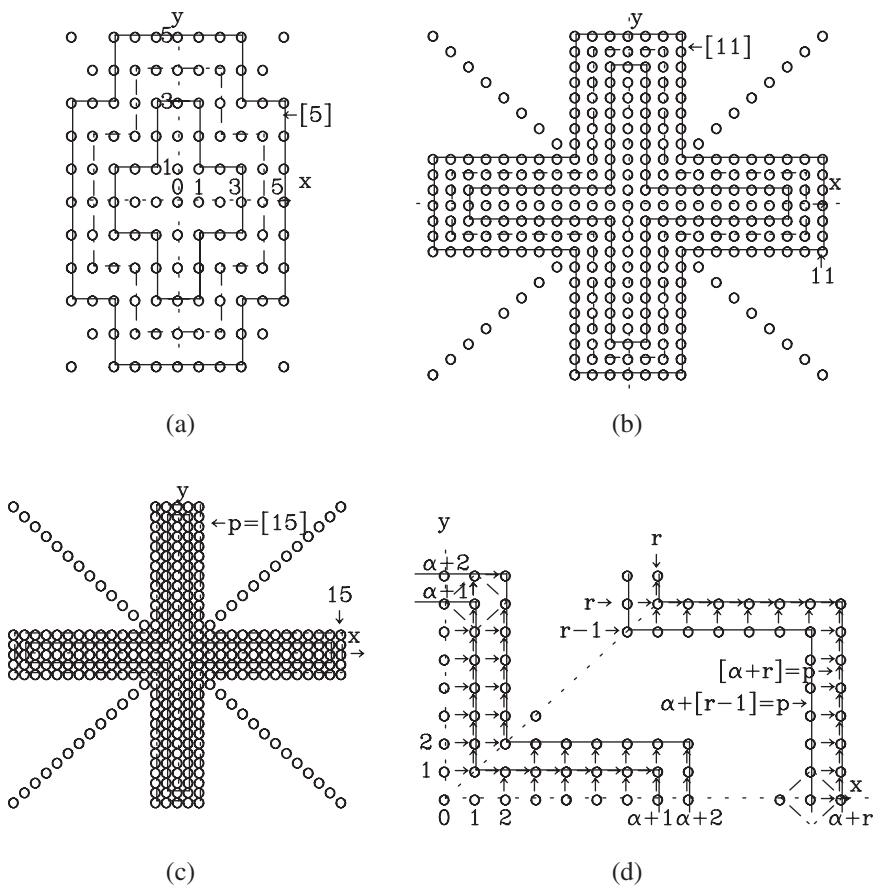 y
5
3
←[5]
1
0 1 3 5 x
(a)
y
←[11]
x
11
(b)
y
←p=[15]
15
x
(c)
y
r
α+2
α+1
r→
r−1→
[α+r]=p→
α+[r−1]=p→
2
1
x
0 1 2 α+1 α+2 α+r
(d)